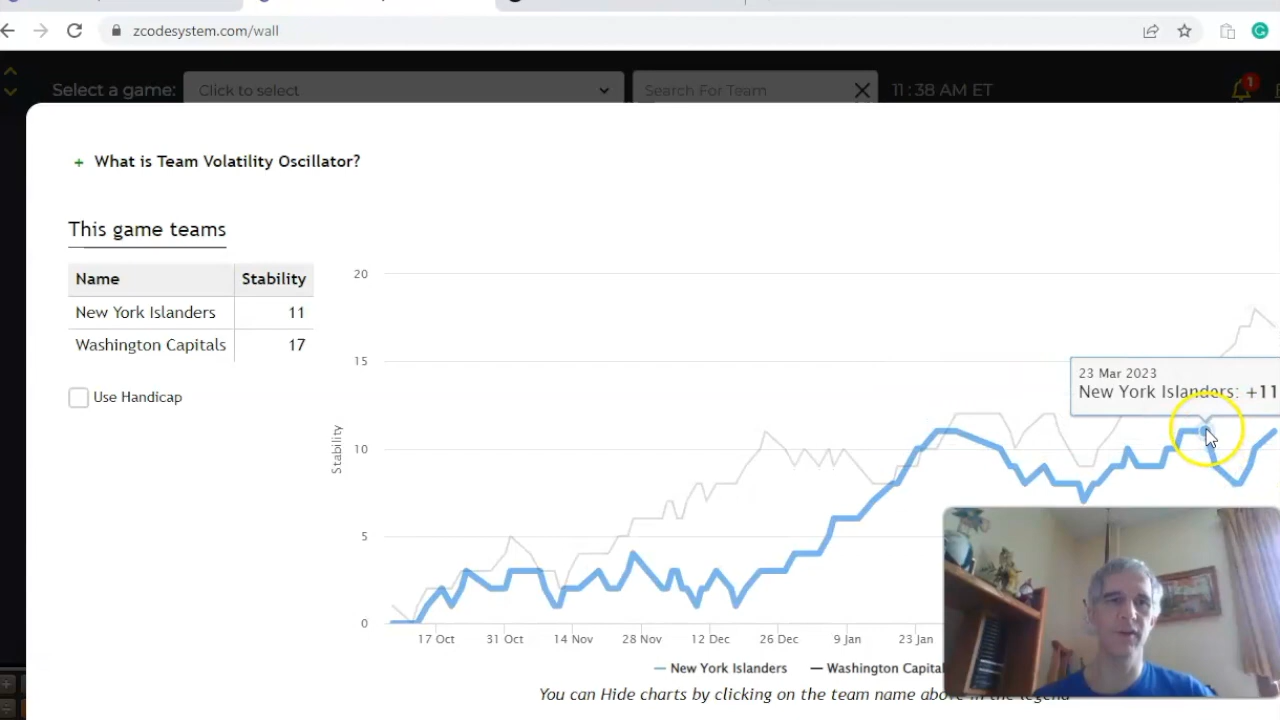 zcodesystem.com/wall
Select a game: Click to select Search For Team 11:38 AM ET 1
+ What is Team Volatility Oscillator?
This game teams
Name Stability
New York Islanders 11
Washington Capitals 17
Use Handicap
Stability
20
15
10
5
0
23 Mar 2023
New York Islanders: +11
17 Oct 31 Oct 14 Nov 28 Nov 12 Dec 26 Dec 9 Jan 23 Jan
New York Islanders Washington Capital
You can Hide charts by clicking on the team name above in the legend